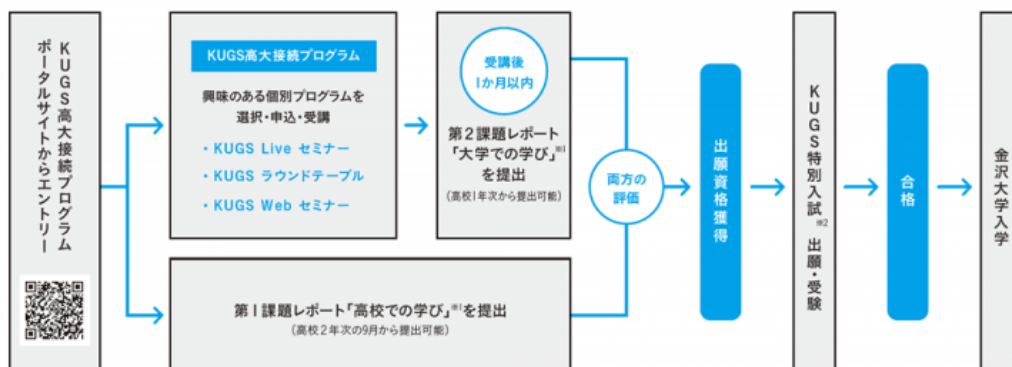 KUGS高大接続プログラム
ポータルサイトからエントリー
KUGS高大接続プログラム
興味のある個別プログラムを
選択・申込・受講
・KUGS Live セミナー
・KUGS ラウンドテーブル
・KUGS Web セミナー
受講後
1か月以内
第2課題レポート
「大学での学び」※1
を提出
(高校1年次から提出可能)
第1課題レポート「高校での学び」※1を提出
(高校2年次の9月から提出可能)
両方の
評価
出願資格獲得
KUGS特別入試※2 出願・受験
合格
金沢大学入学